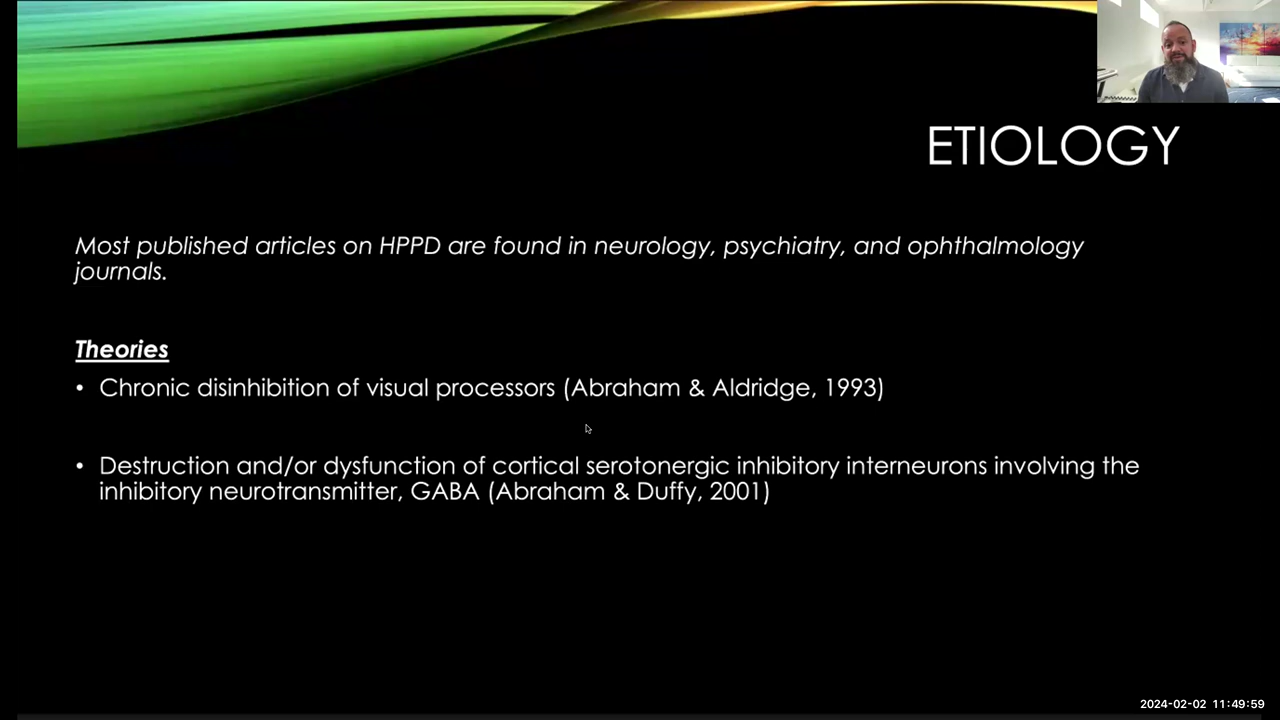 ETIOLOGY
Most published articles on HPPD are found in neurology, psychiatry, and ophthalmology
journals.
Theories
• Chronic disinhibition of visual processors (Abraham & Aldridge, 1993)
• Destruction and/or dysfunction of cortical serotonergic inhibitory interneurons involving the
inhibitory neurotransmitter, GABA (Abraham & Duffy, 2001)
2024-02-02 11:49:59